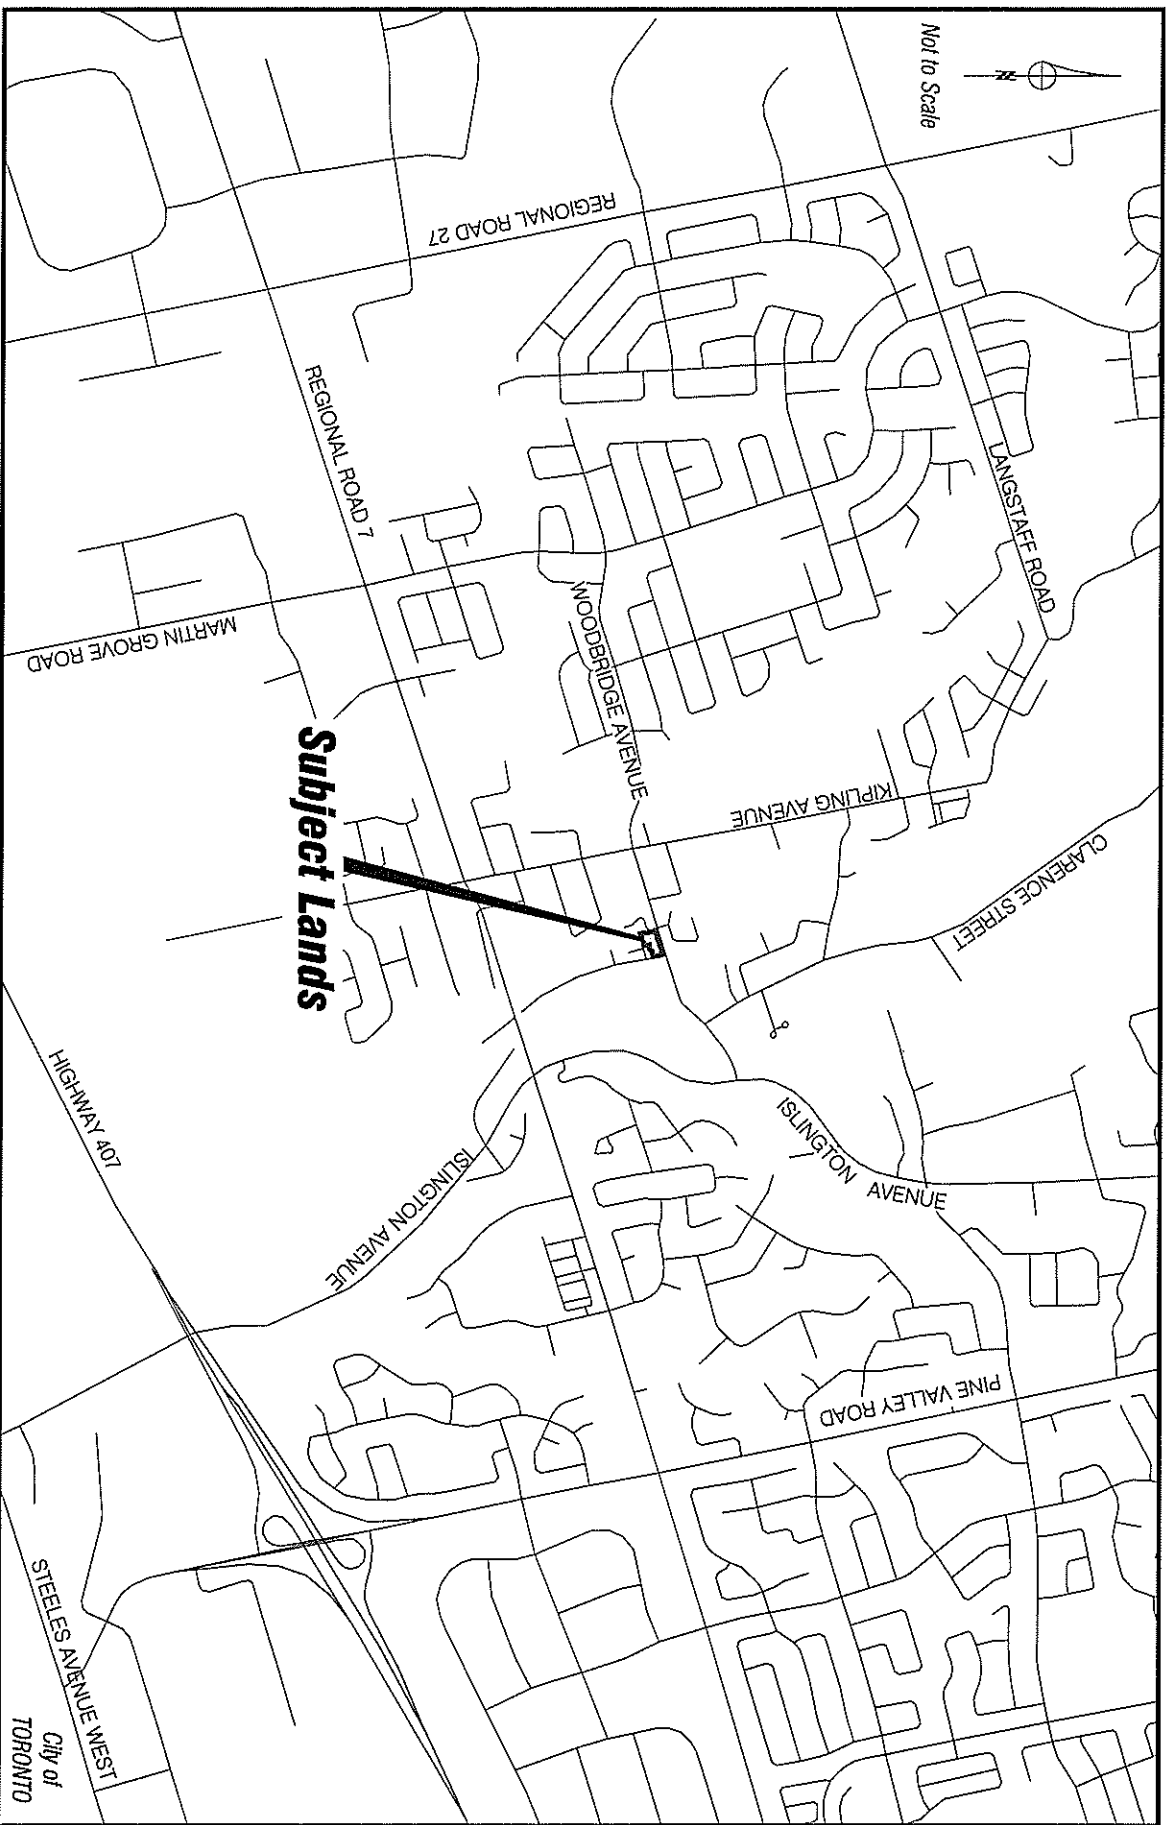 Not to Scale
N
LANGSTAFF ROAD
REGIONAL ROAD 27
REGIONAL ROAD 7
WOODBRIDGE AVENUE
MARTIN GROVE ROAD
KIPLING AVENUE
CLARENCE STREET
Subject Lands
ISLINGTON AVENUE
ISLINGTON AVENUE
HIGHWAY 407
PINE VALLEY ROAD
STEELES AVENUE WEST
City of
TORONTO